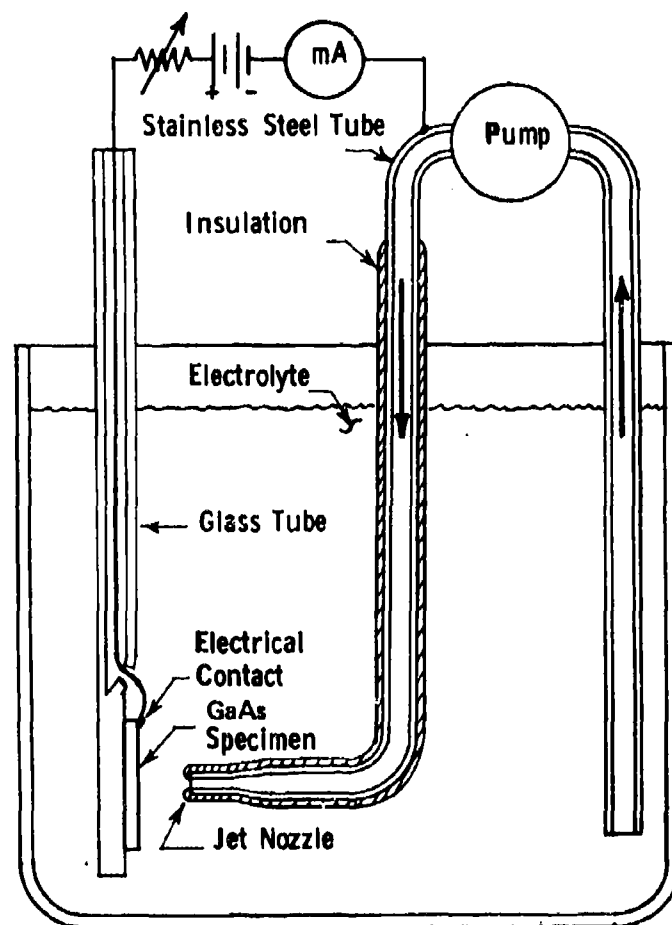 mA
+ -
Stainless Steel Tube
Pump
Insulation
Electrolyte
Glass Tube
Electrical
Contact
GaAs
Specimen
Jet Nozzle